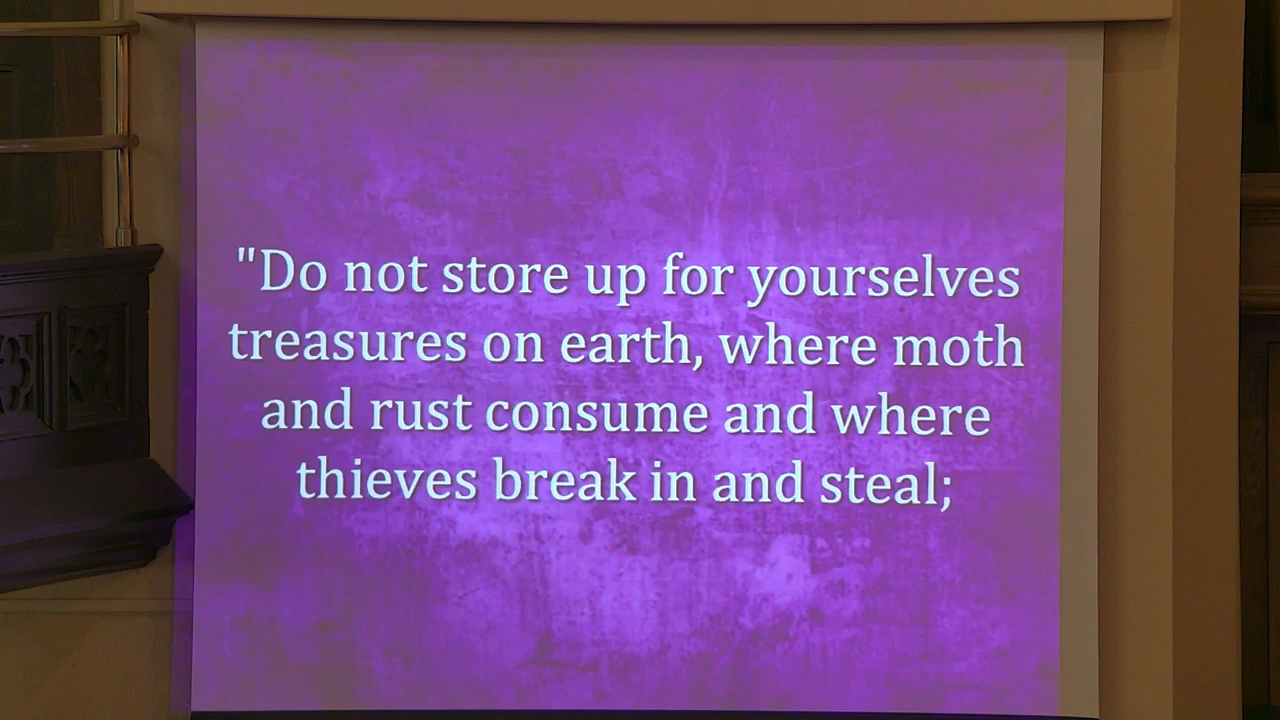 "Do not store up for yourselves
treasures on earth, where moth
and rust consume and where
thieves break in and steal;